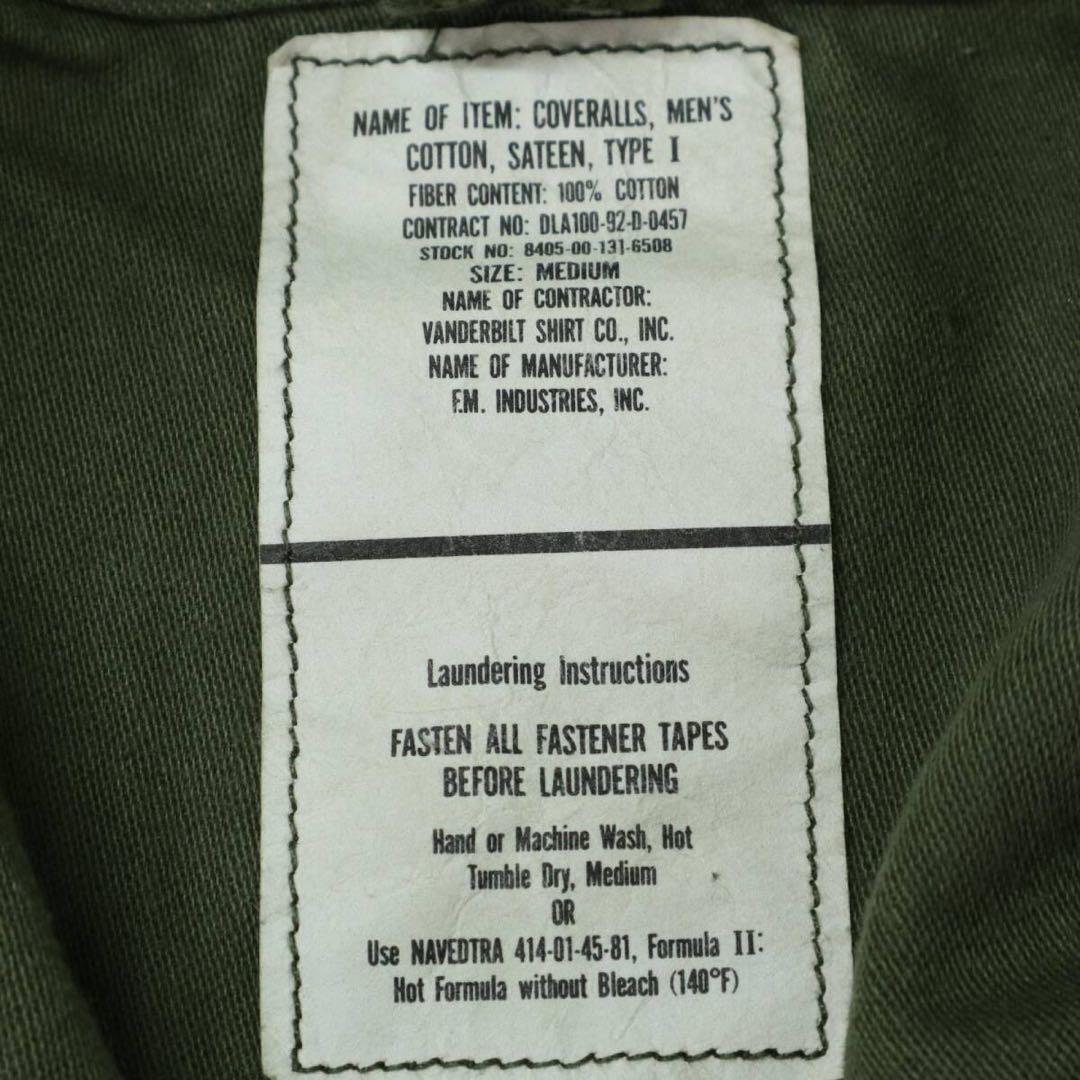 NAME OF ITEM: COVERALLS, MEN'S
COTTON, SATEEN, TYPE I
FIBER CONTENT: 100% COTTON
CONTRACT NO: DLA100-92-D-0457
STOCK NO: 8405-00-131-6508
SIZE: MEDIUM
NAME OF CONTRACTOR:
VANDERBILT SHIRT CO., INC.
NAME OF MANUFACTURER:
F.M. INDUSTRIES, INC.
Laundering Instructions
FASTEN ALL FASTENER TAPES
BEFORE LAUNDERING
Hand or Machine Wash, Hot
Tumble Dry, Medium
OR
Use NAVEDTRA 414-01-45-81, Formula II:
Hot Formula without Bleach (140°F)